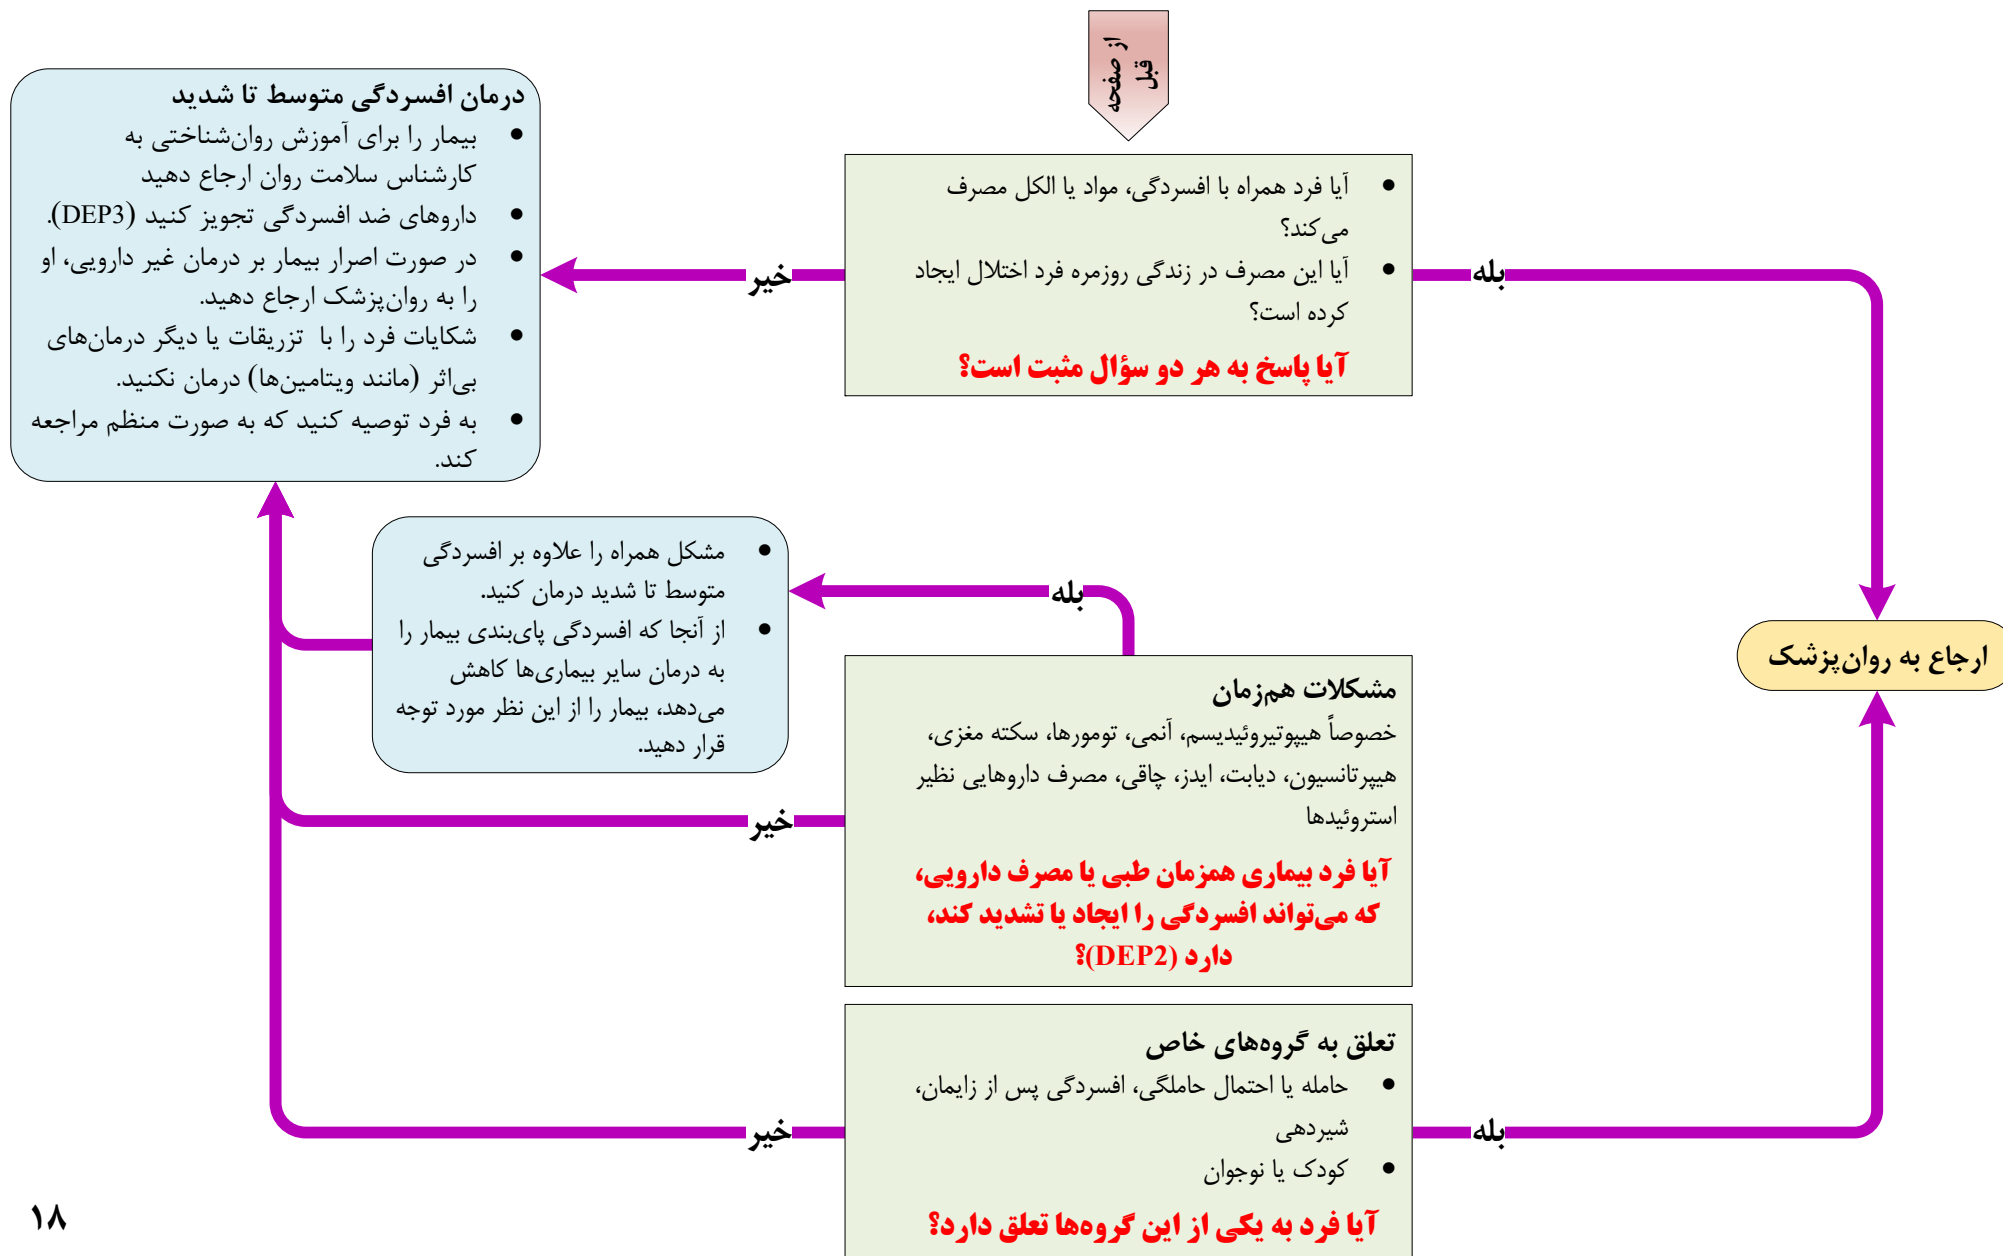 از صفحه
قبل
درمان افسردگی متوسط تا شدید
• بیمار را برای آموزش روان‌شناختی به
کارشناس سلامت روان ارجاع دهید
• داروهای ضد افسردگی تجویز کنید (DEP3).
• در صورت اصرار بیمار بر درمان غیر دارویی، او
را به روان‌پزشک ارجاع دهید.
• شکایات فرد را با تزریقات یا دیگر درمان‌های
بی‌اثر (مانند ویتامین‌ها) درمان نکنید.
• به فرد توصیه کنید که به صورت منظم مراجعه
کند.
• آیا فرد همراه با افسردگی، مواد یا الکل مصرف
می‌کند؟
• آیا این مصرف در زندگی روزمره فرد اختلال ایجاد
کرده است؟
آیا پاسخ به هر دو سؤال مثبت است؟
بله
خیر
• مشکل همراه را علاوه بر افسردگی
متوسط تا شدید درمان کنید.
• از آنجا که افسردگی پای‌بندی بیمار را
به درمان سایر بیماری‌ها کاهش
می‌دهد، بیمار را از این نظر مورد توجه
قرار دهید.
بله
ارجاع به روان‌پزشک
مشکلات هم‌زمان
خصوصاً هیپوتیروئیدیسم، آنمی، تومورها، سکته مغزی،
هیپرتانسیون، دیابت، ایدز، چاقی، مصرف داروهایی نظیر
استروئیدها
آیا فرد بیماری همزمان طبی یا مصرف دارویی،
که می‌تواند افسردگی را ایجاد یا تشدید کند،
دارد (DEP2)؟
خیر
تعلق به گروه‌های خاص
• حامله یا احتمال حاملگی، افسردگی پس از زایمان،
شیردهی
• کودک یا نوجوان
آیا فرد به یکی از این گروه‌ها تعلق دارد؟
بله
خیر
۱۸